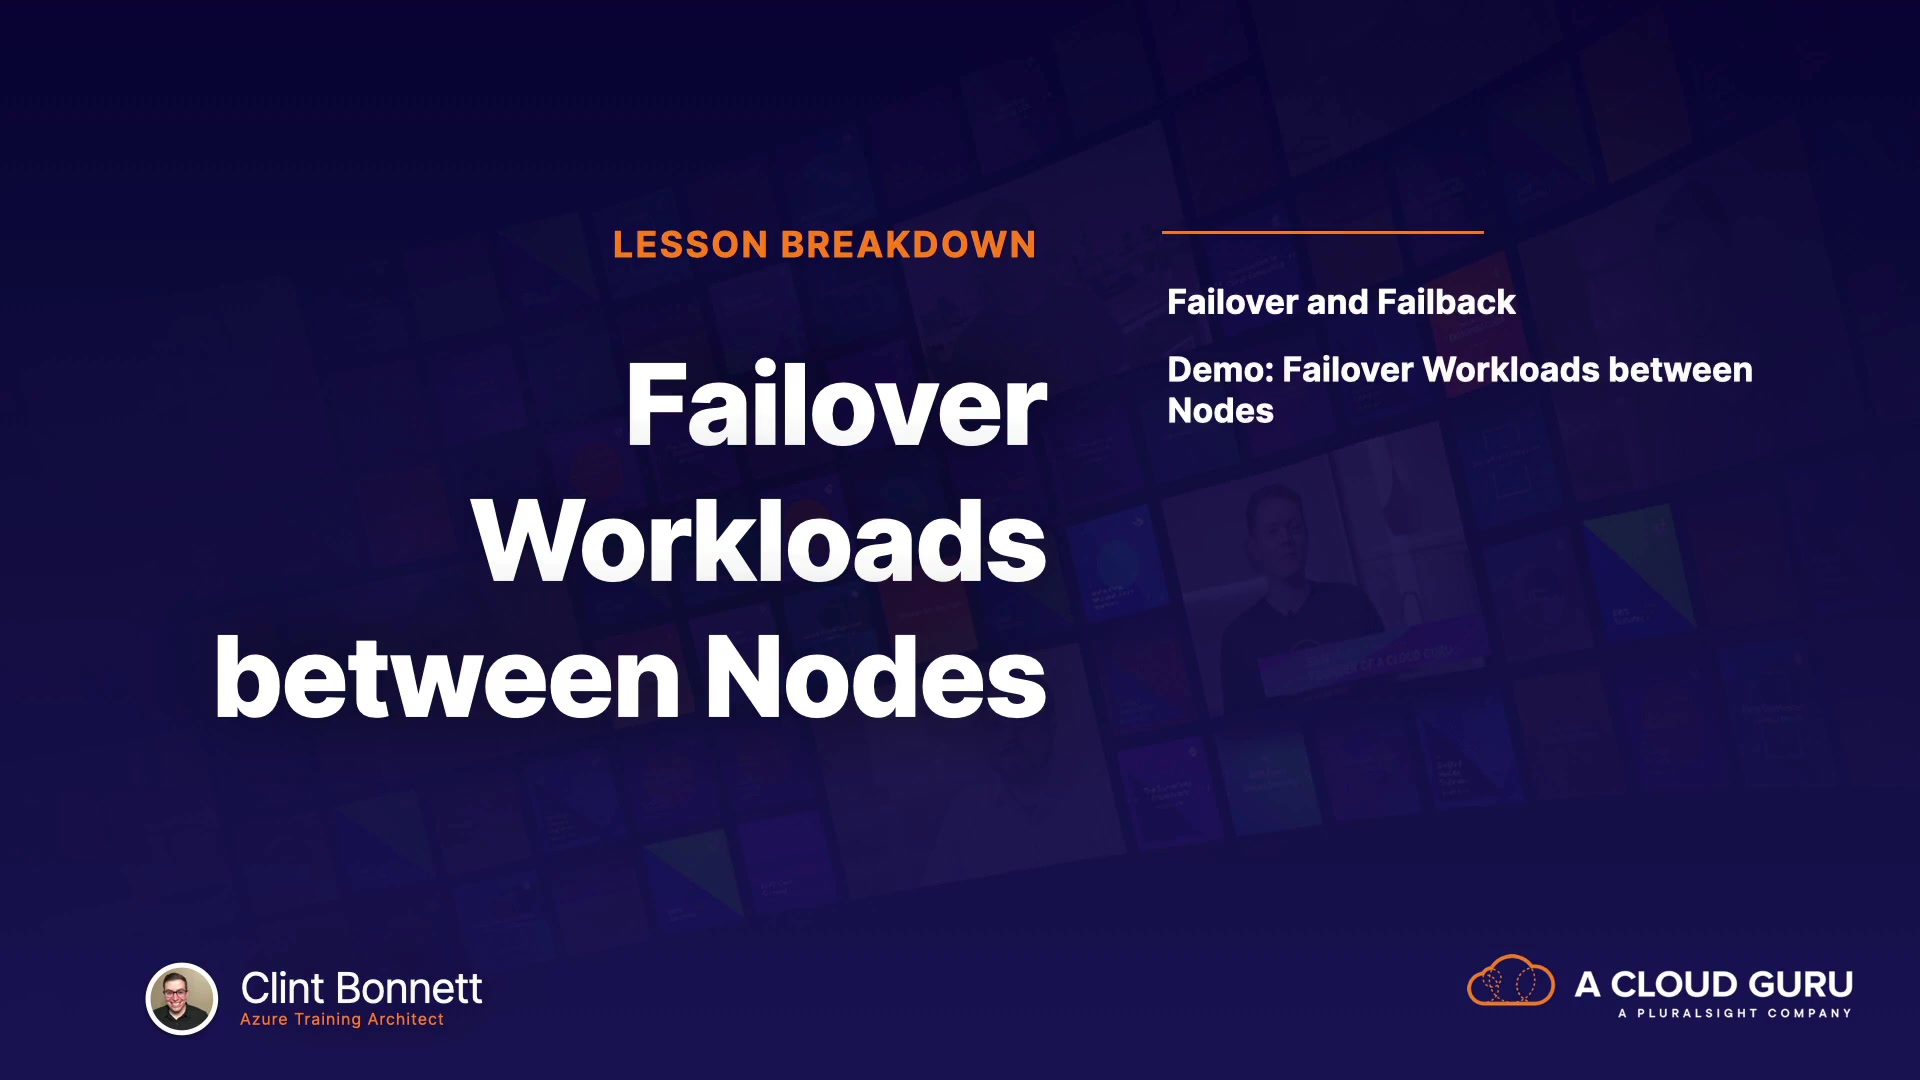 LESSON BREAKDOWN
Failover
Workloads
between Nodes
Failover and Failback
Demo: Failover Workloads between
Nodes
Clint Bonnett
Azure Training Architect
A CLOUD GURU
A PLURALSIGHT COMPANY